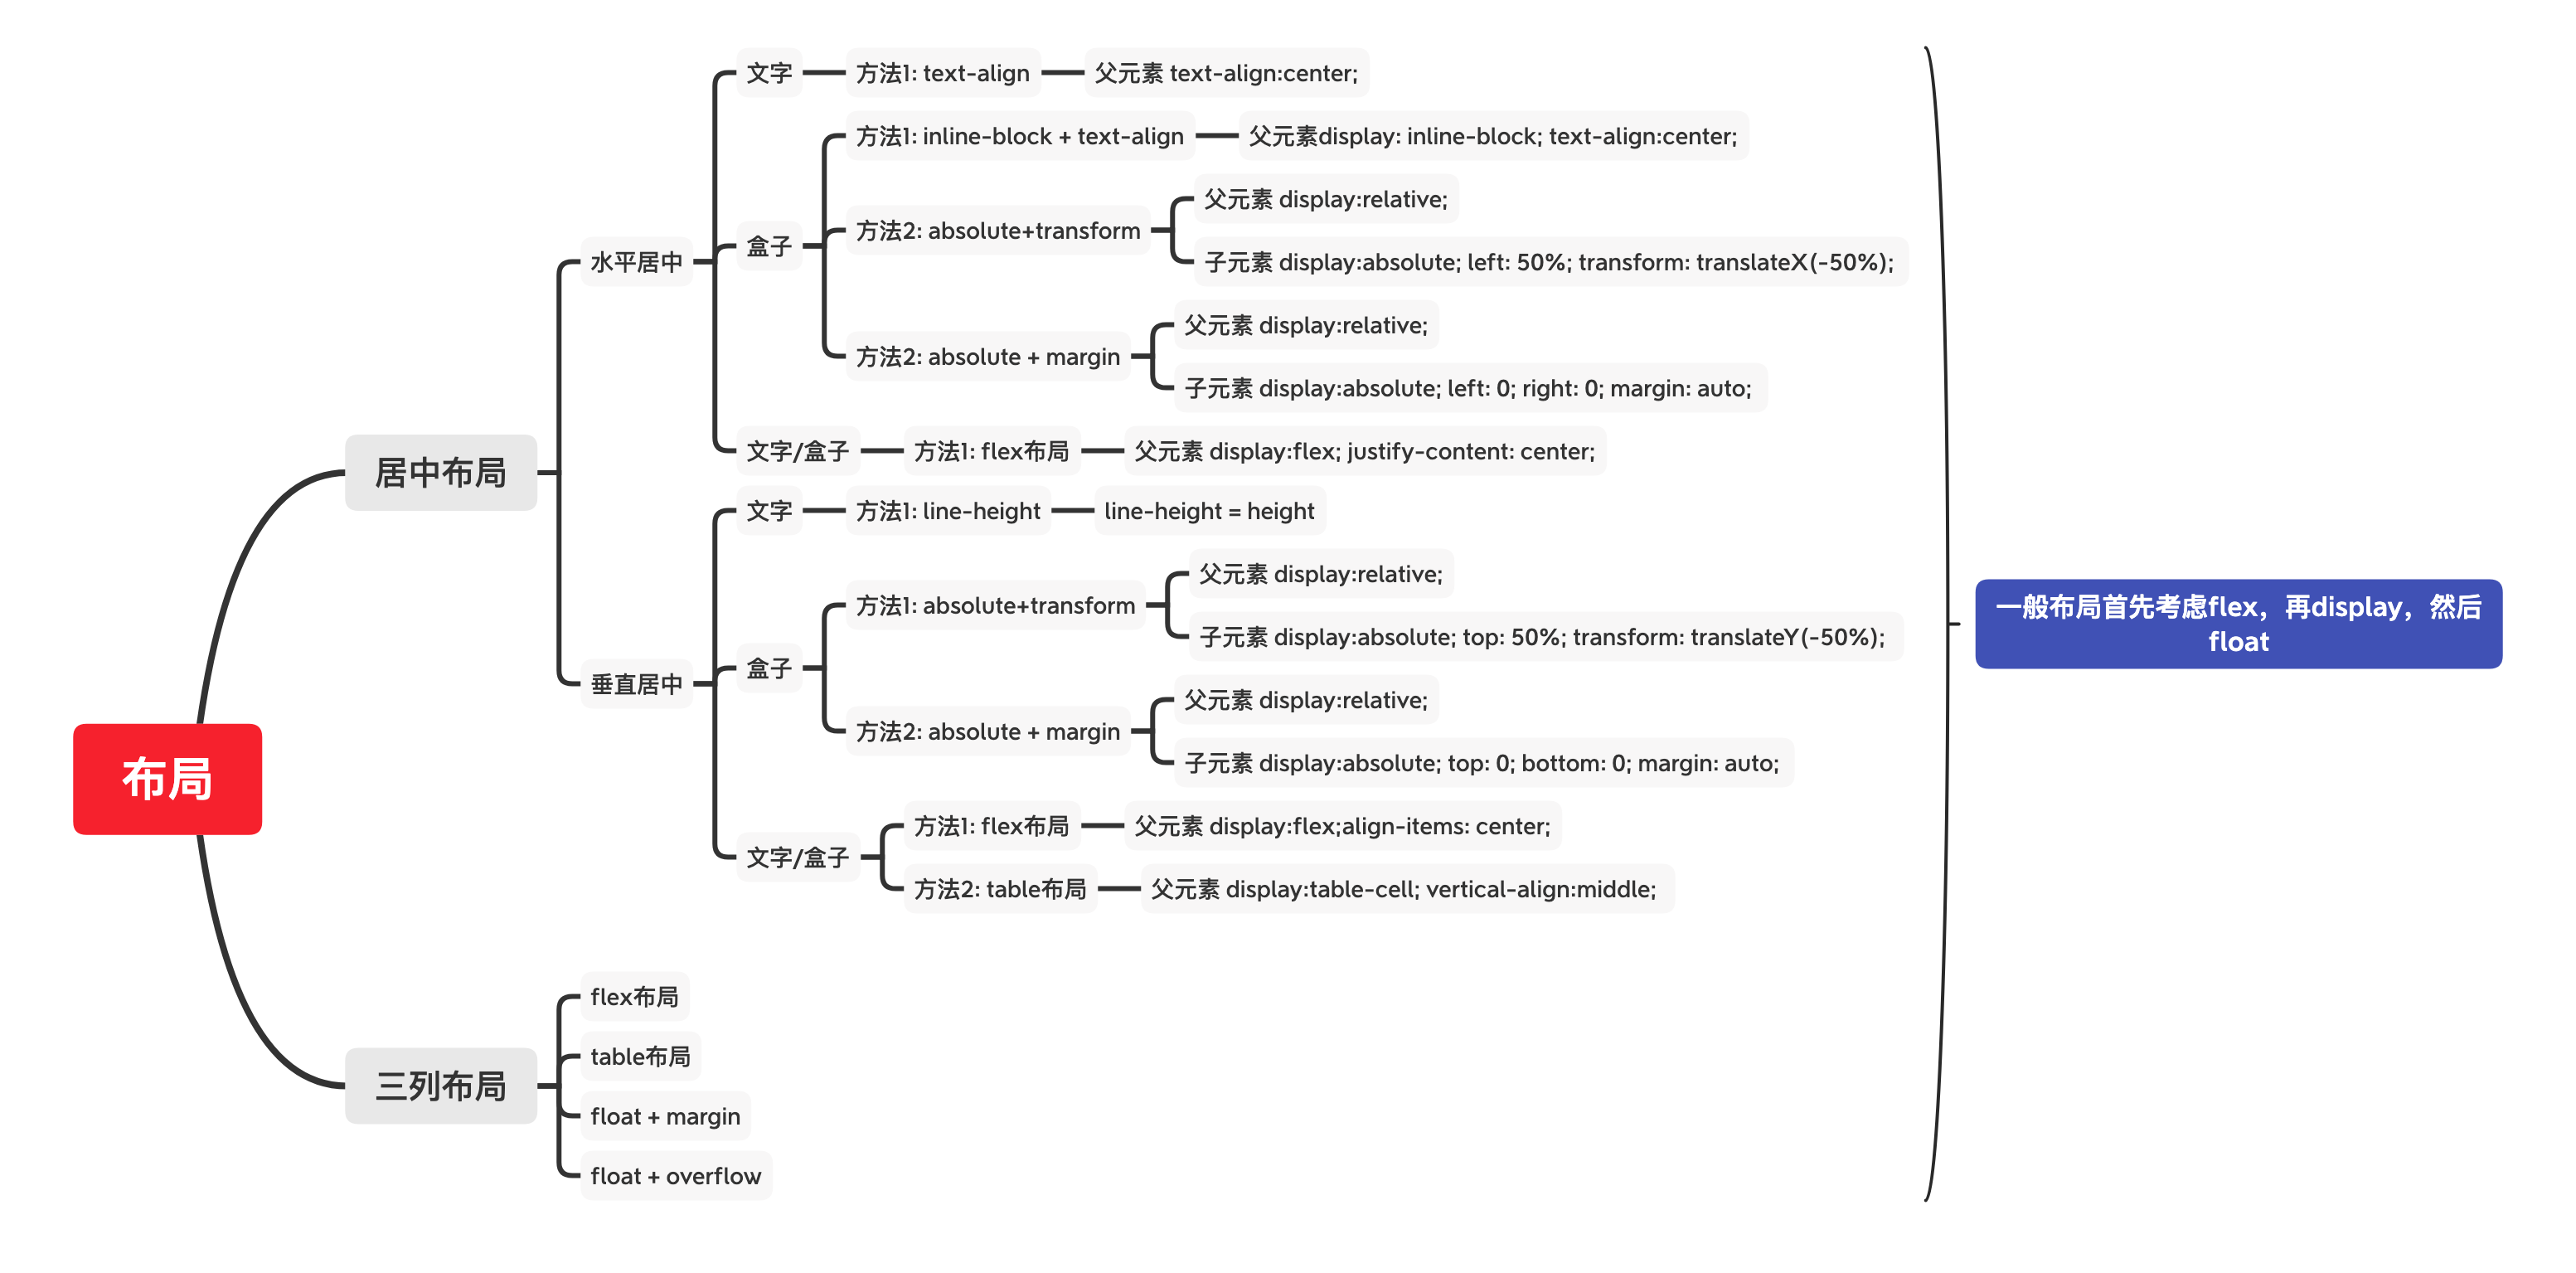 布局
居中布局
水平居中
文字
方法1: text-align
父元素 text-align:center;
盒子
方法1: inline-block + text-align
父元素display: inline-block; text-align:center;
方法2: absolute+transform
父元素 display:relative;
子元素 display:absolute; left: 50%; transform: translateX(-50%);
方法2: absolute + margin
父元素 display:relative;
子元素 display:absolute; left: 0; right: 0; margin: auto;
文字/盒子
方法1: flex布局
父元素 display:flex; justify-content: center;
垂直居中
文字
方法1: line-height
line-height = height
盒子
方法1: absolute+transform
父元素 display:relative;
子元素 display:absolute; top: 50%; transform: translateY(-50%);
方法2: absolute + margin
父元素 display:relative;
子元素 display:absolute; top: 0; bottom: 0; margin: auto;
文字/盒子
方法1: flex布局
父元素 display:flex;align-items: center;
方法2: table布局
父元素 display:table-cell; vertical-align:middle;
三列布局
flex布局
table布局
float + margin
float + overflow
一般布局首先考虑flex，再display，然后
float